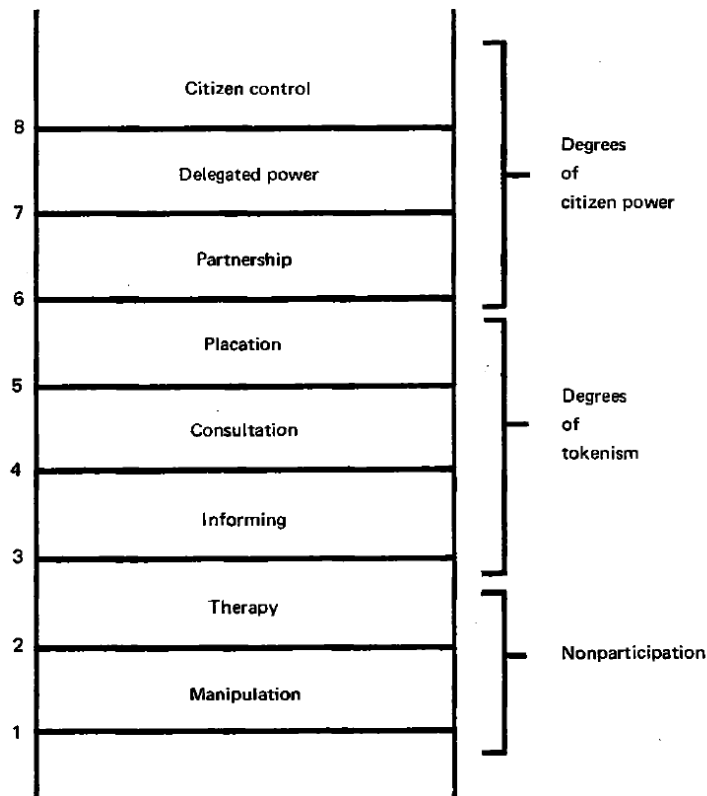 Citizen control
8
Delegated power
7
Partnership
6
Placation
5
Consultation
4
Informing
3
Therapy
2
Manipulation
1
Degrees
of
citizen power
Degrees
of
tokenism
Nonparticipation